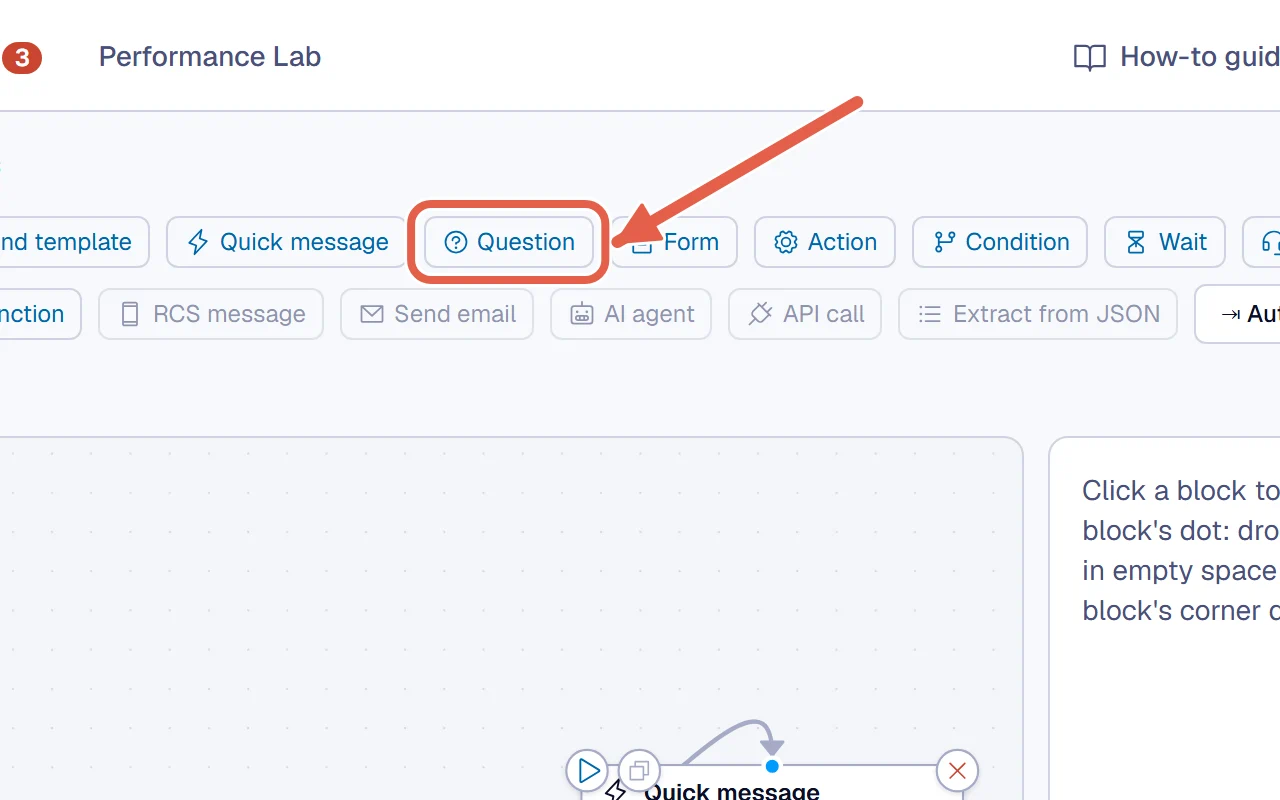 3 Performance Lab How-to guid
nd template Quick message Question Form Action Condition Wait
nction RCS message Send email AI agent API call Extract from JSON Aut
Click a block to
block's dot: dro
in empty space
block's corner d
Quick message